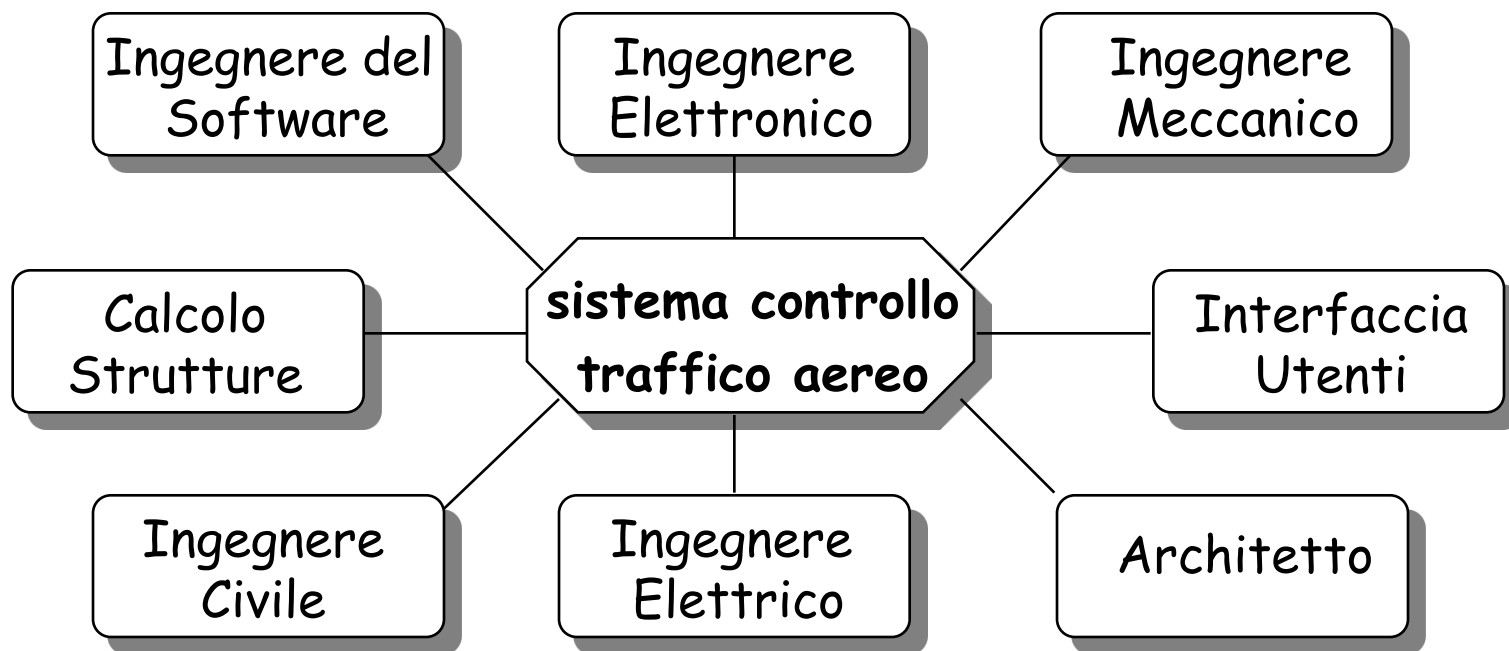 Ingegnere del
Software
Ingegnere
Elettronico
Ingegnere
Meccanico
Calcolo
Strutture
sistema controllo
traffico aereo
Interfaccia
Utenti
Ingegnere
Civile
Ingegnere
Elettrico
Architetto